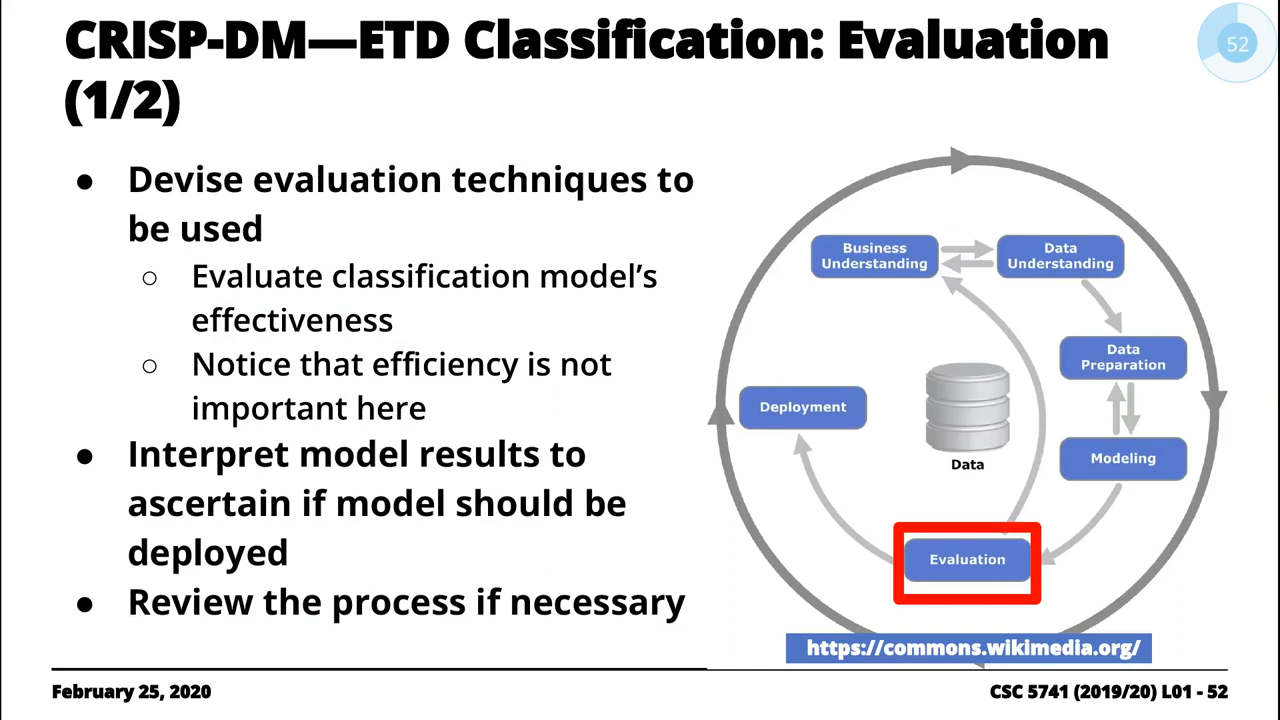 CRISP-DM—ETD Classification: Evaluation
(1/2)
52
● Devise evaluation techniques to
be used
○ Evaluate classification model’s
effectiveness
○ Notice that efficiency is not
important here
● Interpret model results to
ascertain if model should be
deployed
● Review the process if necessary
Business
Understanding
Data
Understanding
Data
Preparation
Modeling
Evaluation
Deployment
Data
https://commons.wikimedia.org/
February 25, 2020
CSC 5741 (2019/20) L01 - 52